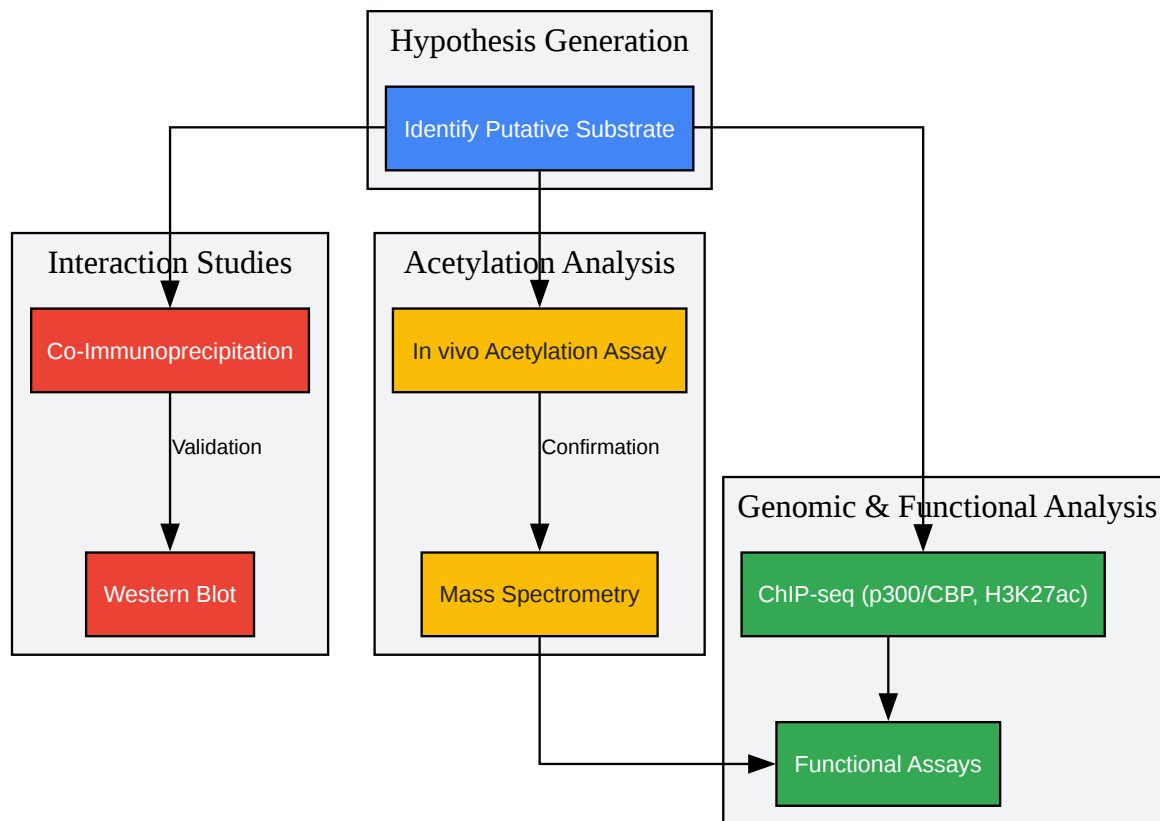 Hypothesis Generation
Identify Putative Substrate
Interaction Studies
Co-Immunoprecipitation
Validation
Western Blot
Acetylation Analysis
In vivo Acetylation Assay
Confirmation
Mass Spectrometry
Genomic & Functional Analysis
ChIP-seq (p300/CBP, H3K27ac)
Functional Assays